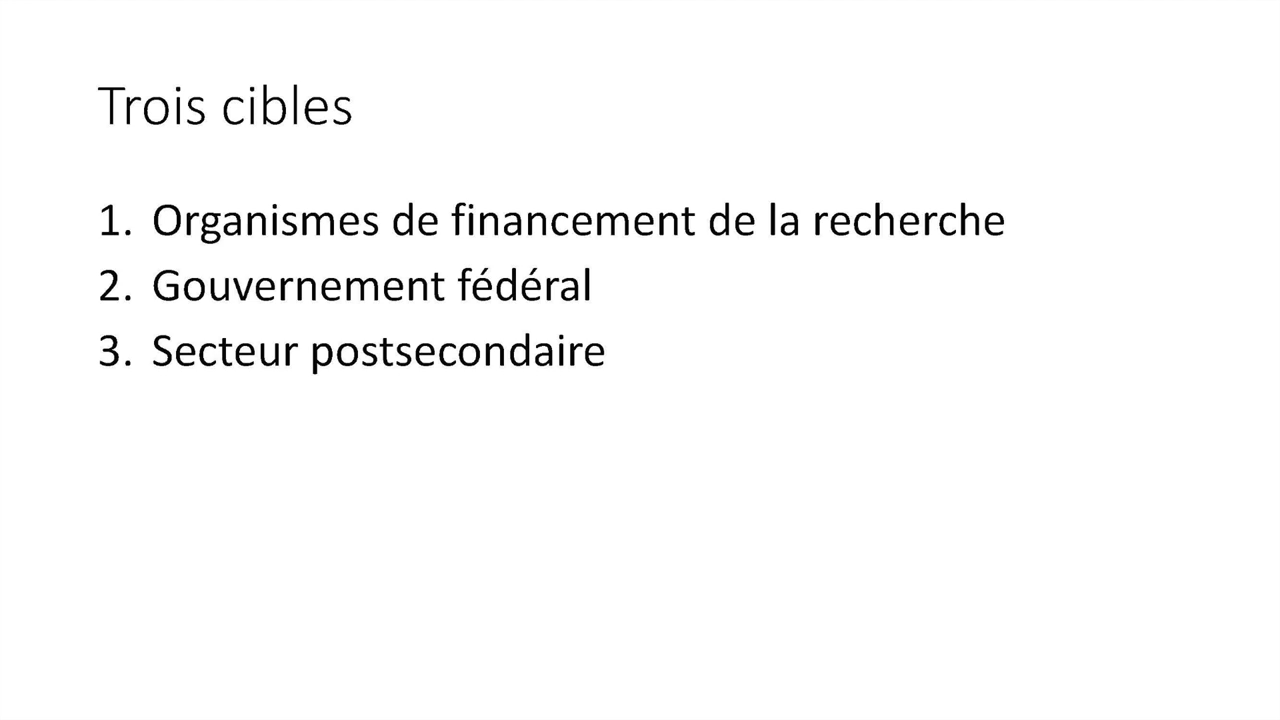 Trois cibles
1. Organismes de financement de la recherche
2. Gouvernement fédéral
3. Secteur postsecondaire